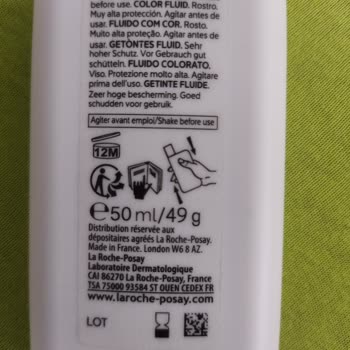 before use. COLOR FLUID. Rostro.
Muy alta protección. Agitar antes de
usar. FLUIDO COM COR. Rosto.
Muito alta proteção. Agitar antes de
usar. GETÖNTES FLUID. Sehr
hoher Schutz. Vor Gebrauch gut
schütteln. FLUIDO COLORATO.
Viso. Protezione molto alta. Agitare
prima dell'uso. GETINTE FLUIDE.
Zeer hoge bescherming. Goed
schudden voor gebruik.
Agiter avant emploi/Shake before use
12M
℮50 ml/49 g
Distribution réservée aux
dépositaires agréés La Roche-Posay.
Made in France. London W6 8 AZ.
La Roche-Posay
Laboratoire Dermatologique
CAI 86270 La Roche-Posay, France
TSA 75000 93584 ST OUEN CEDEX FR
www.laroche-posay.com
LOT